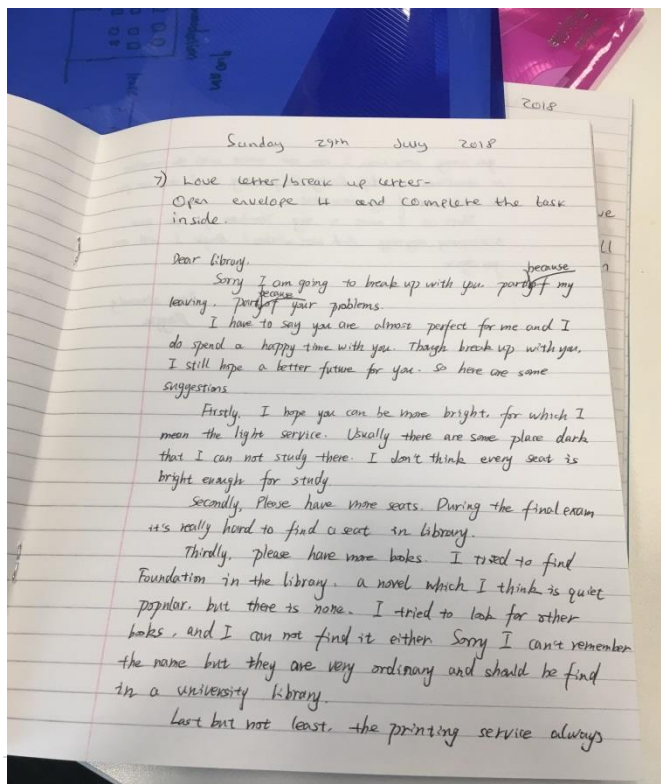 2018
Sunday 29th July 2018
7) Love letter/break up letter-
Open envelope 4 and complete the task
inside.
Dear library.
Sorry I am going to break up with you. partly because of my
leaving. partly because of your problems.
I have to say you are almost perfect for me and I
do spend a happy time with you. Though break up with you,
I still hope a better future for you. so here are some
suggestions
Firstly, I hope you can be more bright, for which I
mean the light service. Usually there are some place dark
that I can not study there. I don't think every seat is
bright enough for study.
Secondly, Please have more seats. During the final exam
it's really hard to find a seat in library.
Thirdly, please have more books. I tried to find
Foundation in the library. a novel which I think is quiet
popular. but there is none. I tried to look for other
books, and I can not find it either. Sorry I can't remember
the name but they are very ordinary and should be find
in a university library.
Last but not least, the printing service always